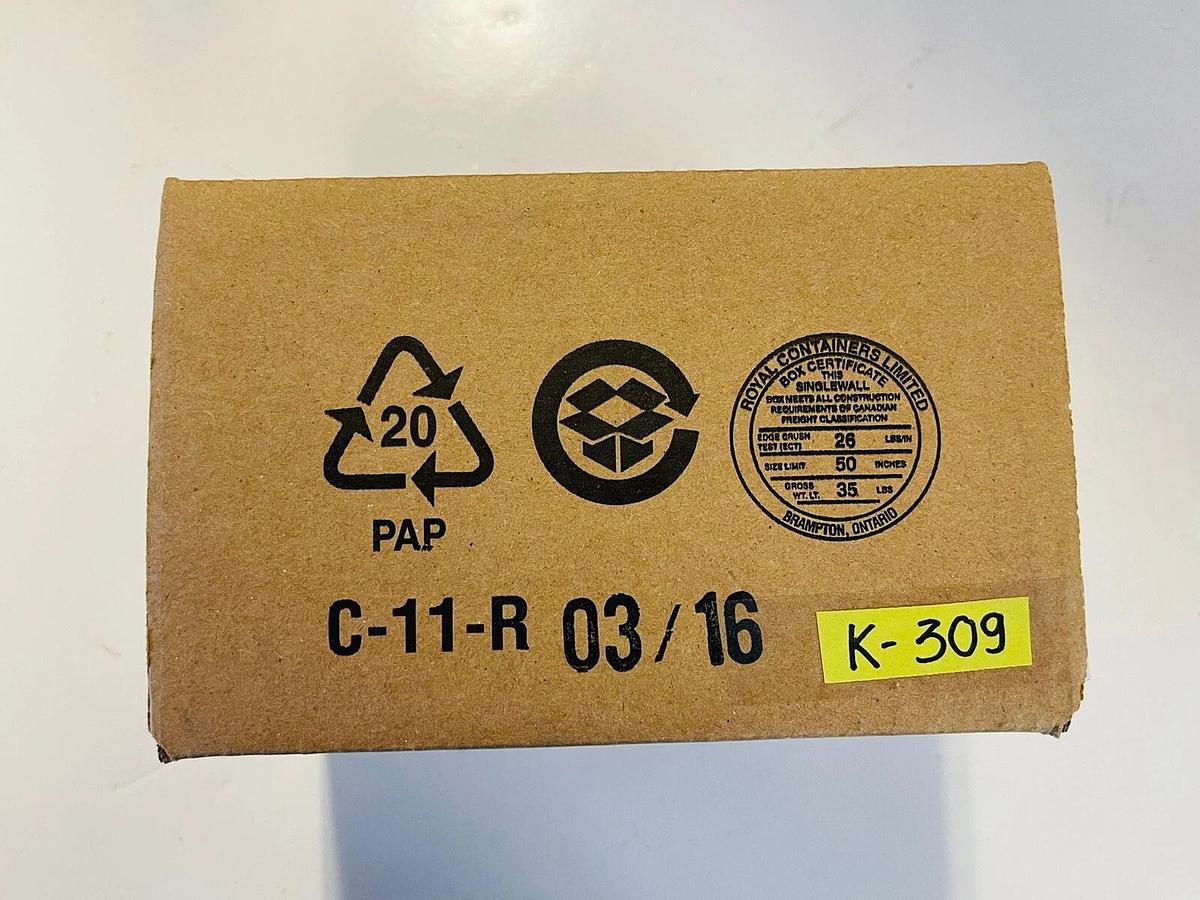 20
PAP
ROYAL CONTAINERS LIMITED
BOX CERTIFICATE
THIS
SINGLEWALL
BOX MEETS ALL CONSTRUCTION
REQUIREMENTS OF CANADIAN
FREIGHT CLASSIFICATION
EDGE CRUSH
TEST (ECT) 26 LBS/IN
SIZE LIMIT 50 INCHES
GROSS
WT. LT. 35 LBS
BRAMPTON, ONTARIO
C-11-R 03/16
K-309